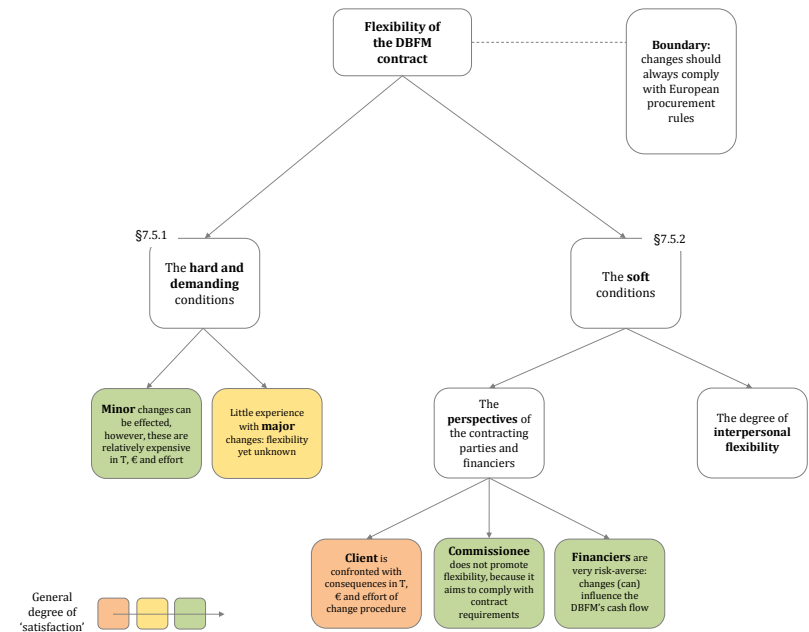 Flexibility of
the DBFM
contract
Boundary:
changes should
always comply
with European
procurement
rules
§7.5.1
The hard and
demanding
conditions
§7.5.2
The soft
conditions
Minor changes can
be effected,
however, these are
relatively expensive
in T, € and effort
Little experience
with major
changes: flexibility
yet unknown
The
perspectives of
the contracting
parties and
financiers
The degree of
interpersonal
flexibility
Client is
confronted with
consequences in T,
€ and effort of
change procedure
Commissionee
does not promote
flexibility, because it
aims to comply with
contract
requirements
Financiers are
very risk-averse:
changes (can)
influence the
DBFM's cash flow
General
degree of
‘satisfaction’